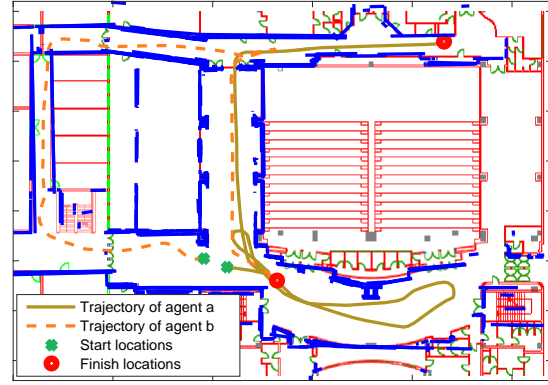 Trajectory of agent a
Trajectory of agent b
Start locations
Finish locations